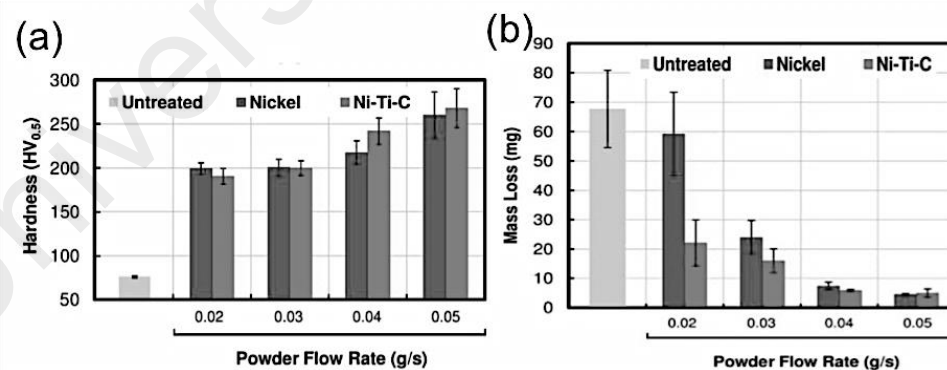 (a)
300
250
200
150
100
50
Hardness (HV0.5)
Untreated Nickel Ni-Ti-C
0.02 0.03 0.04 0.05
Powder Flow Rate (g/s)
(b)
90
80
70
60
50
40
30
20
10
0
Mass Loss (mg)
Untreated Nickel Ni-Ti-C
0.02 0.03 0.04 0.05
Powder Flow Rate (g/s)